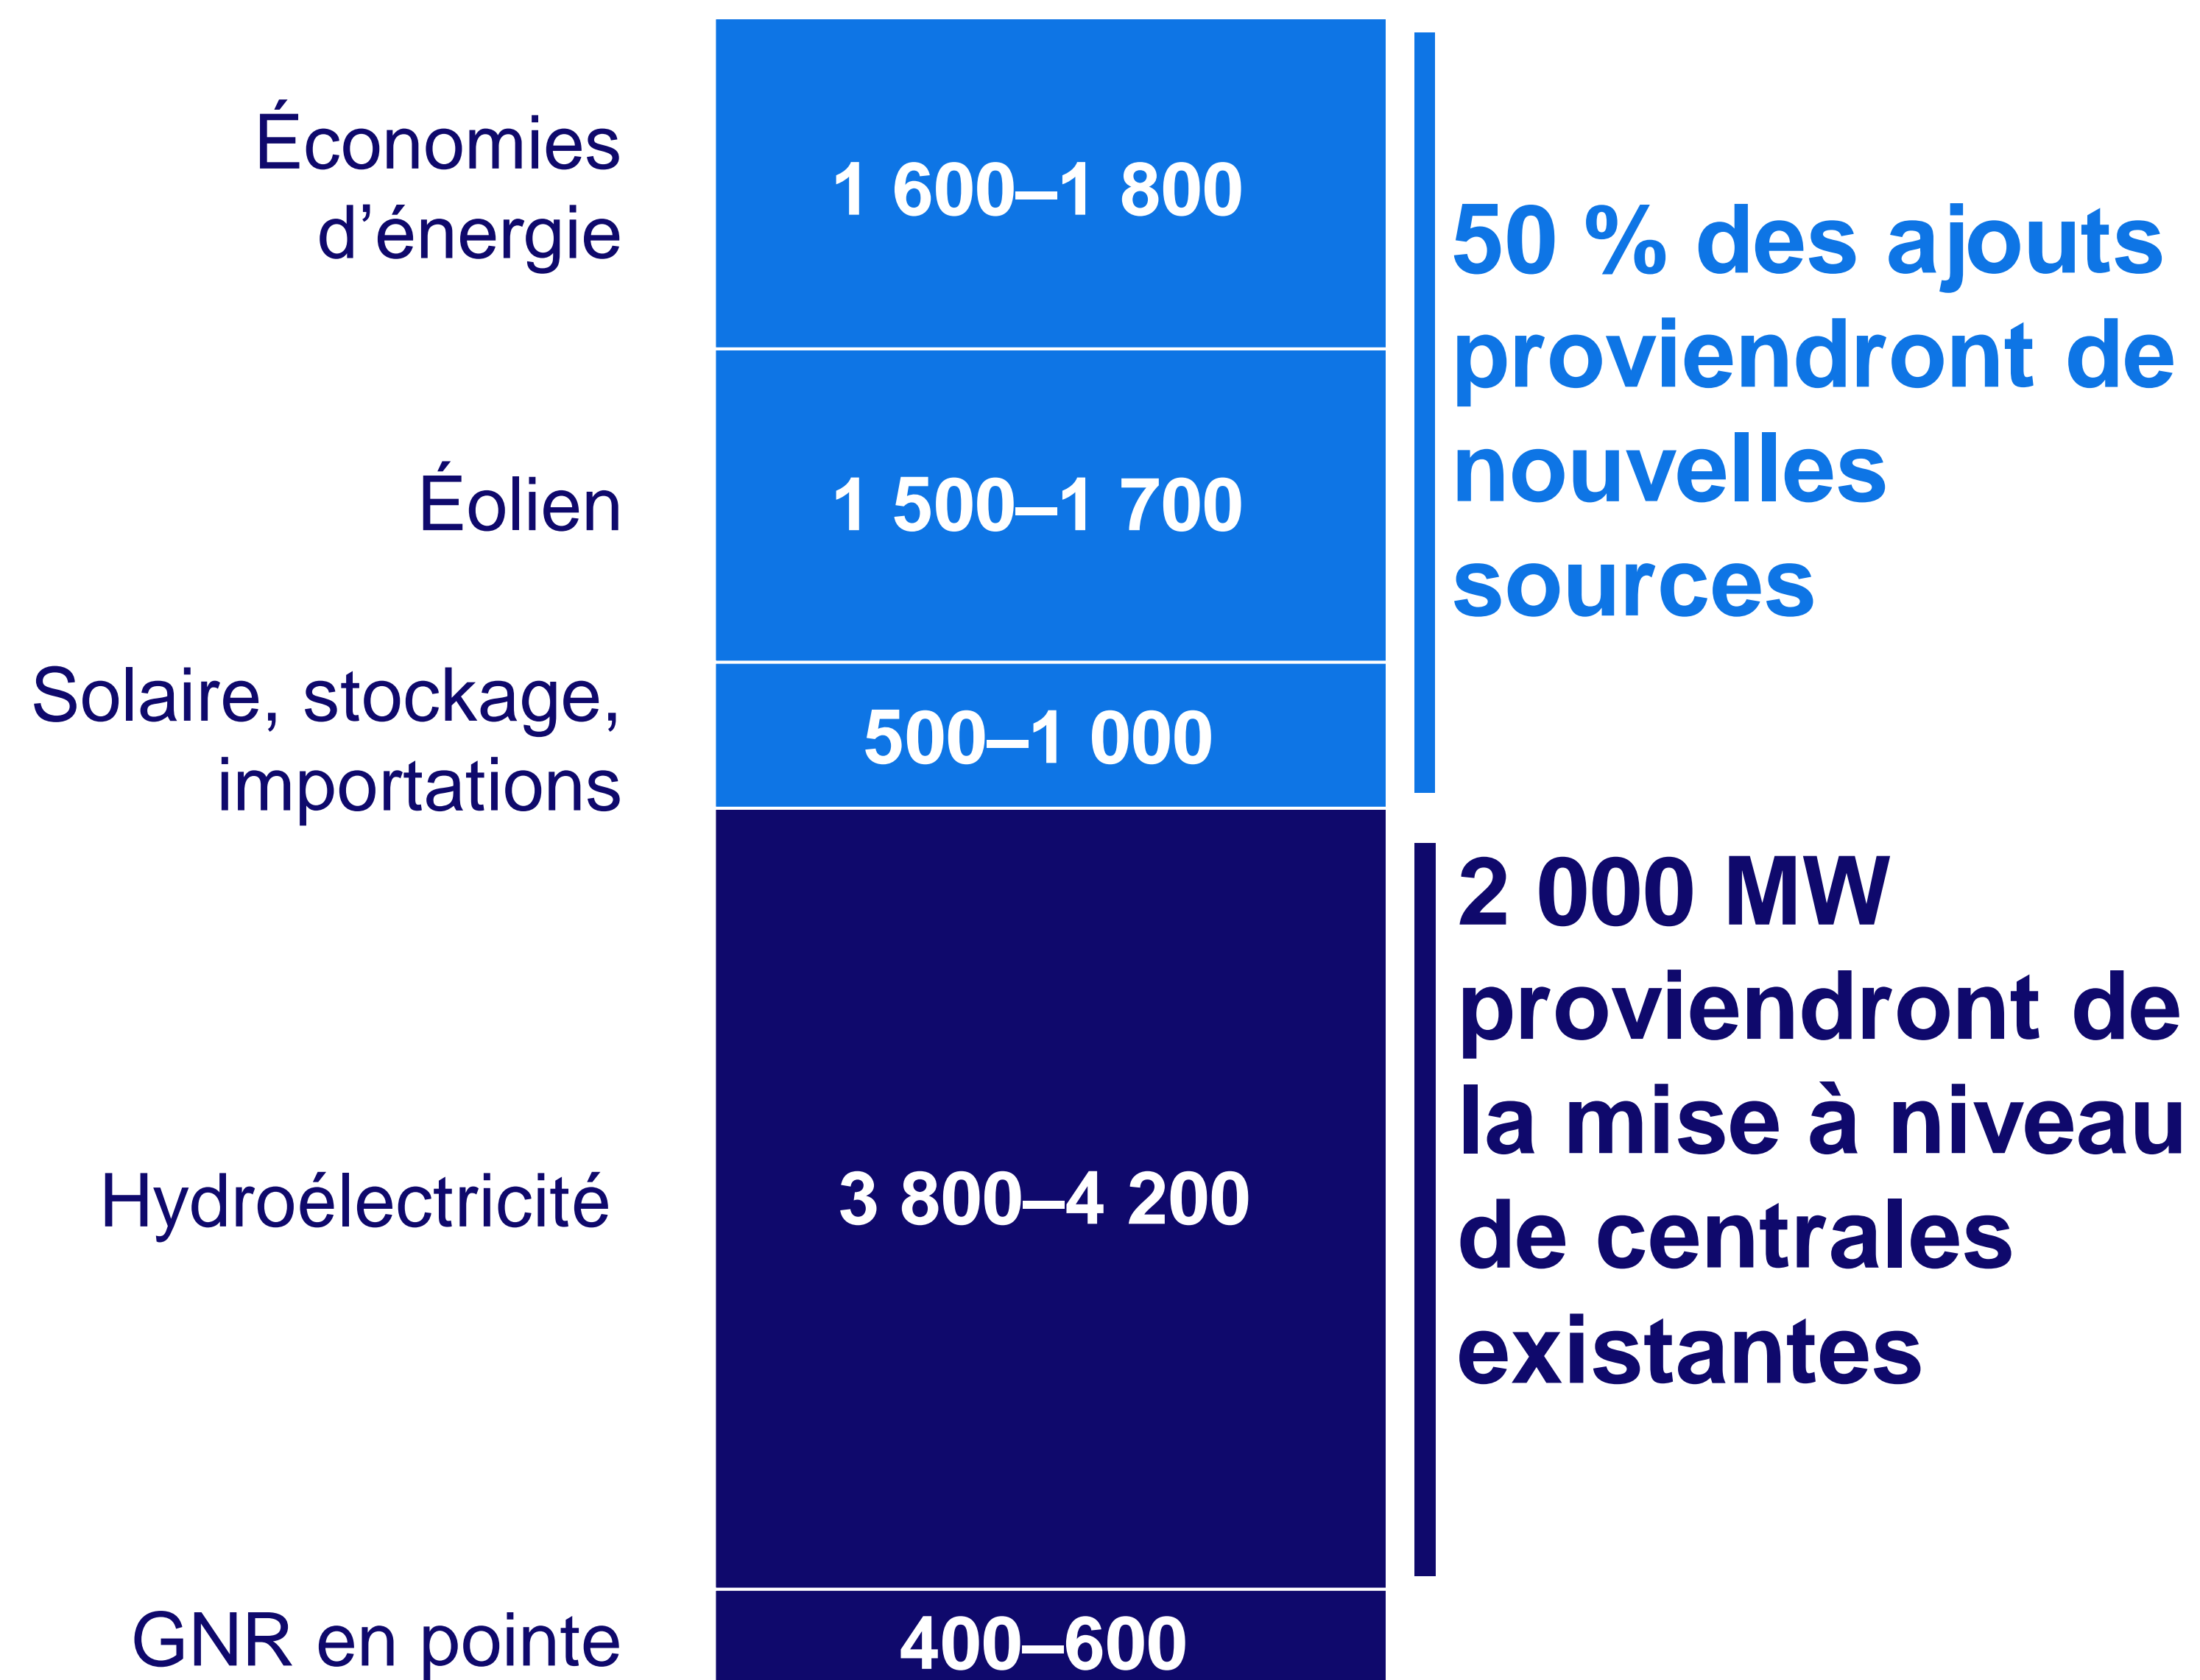 Économies
d’énergie
1 600–1 800
50 % des ajouts
proviendront de
nouvelles
sources
Éolien
1 500–1 700
Solaire, stockage,
importations
500–1 000
2 000 MW
proviendront de
la mise à niveau
de centrales
existantes
Hydroélectricité
3 800–4 200
GNR en pointe
400–600